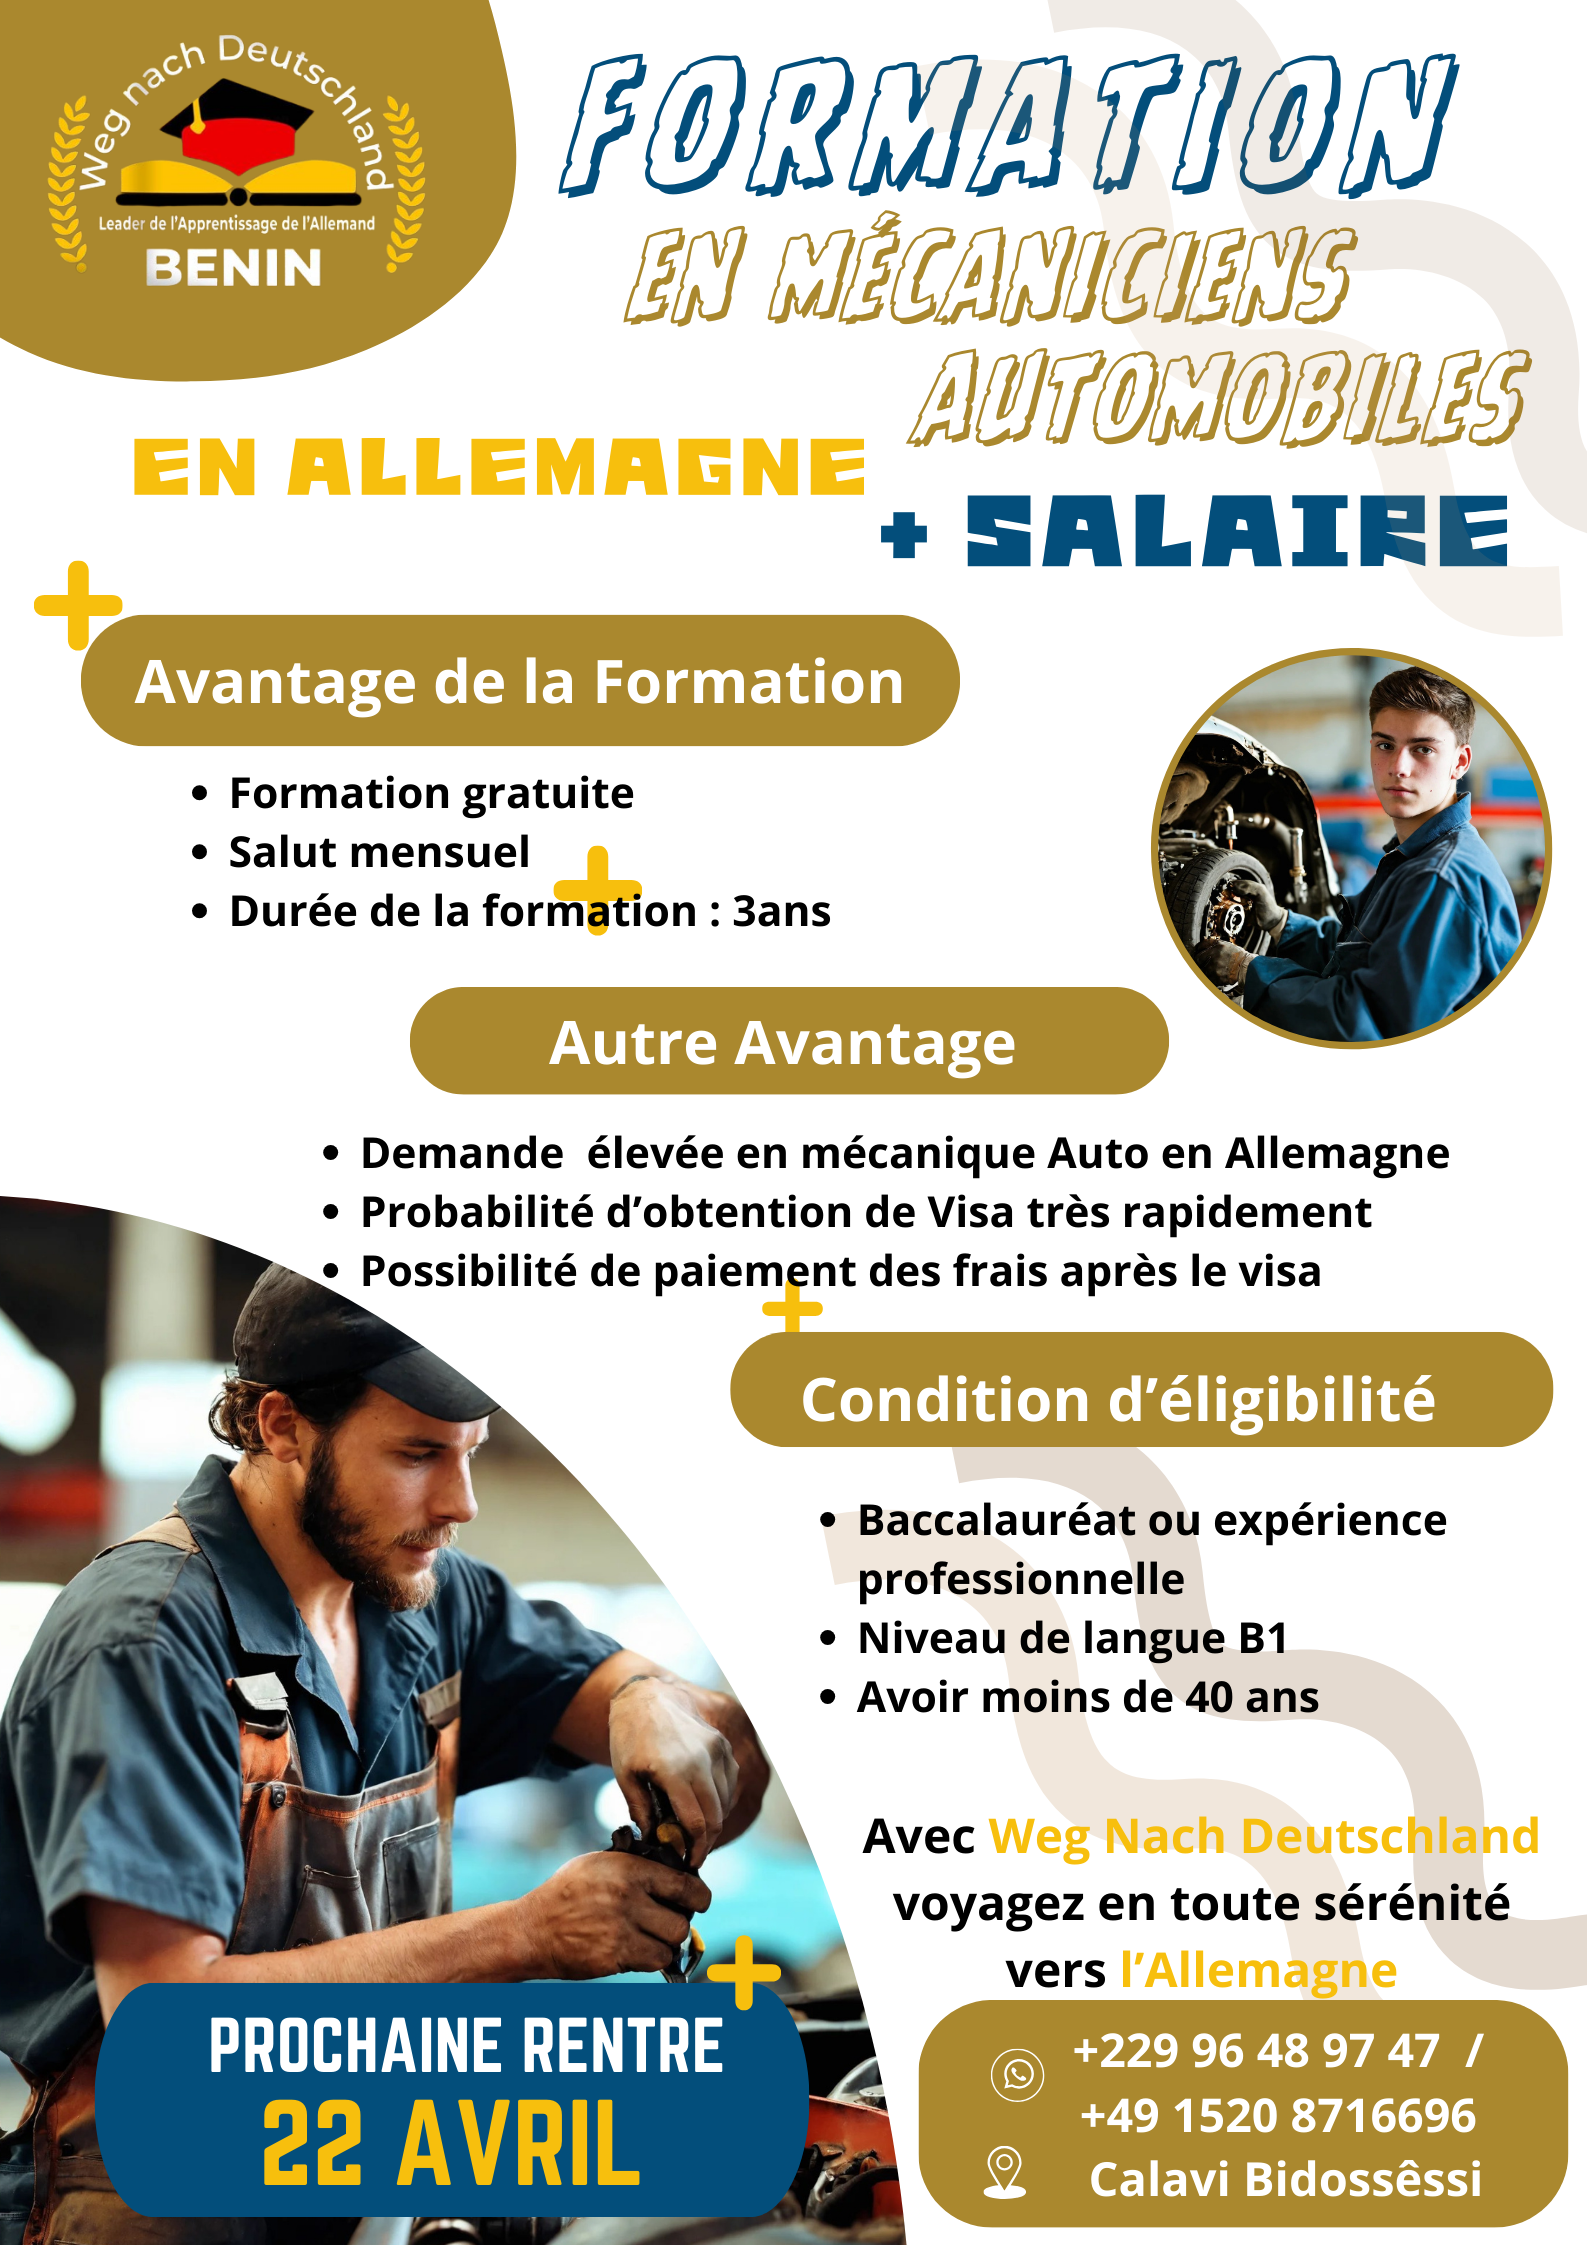 Weg nach Deutschland
Leader de l'Apprentissage de l'Allemand
BENIN
FORMATION
EN MÉCANICIENS
AUTOMOBILES
EN ALLEMAGNE
+ SALAIRE
Avantage de la Formation
• Formation gratuite
• Salut mensuel
• Durée de la formation : 3ans
Autre Avantage
• Demande  élevée en mécanique Auto en Allemagne
• Probabilité d’obtention de Visa très rapidement
• Possibilité de paiement des frais après le visa
Condition d’éligibilité
• Baccalauréat ou expérience
professionnelle
• Niveau de langue B1
• Avoir moins de 40 ans
Avec Weg Nach Deutschland
voyagez en toute sérénité
vers l’Allemagne
PROCHAINE RENTRE
22 AVRIL
+229 96 48 97 47  /
+49 1520 8716696
Calavi Bidossêssi